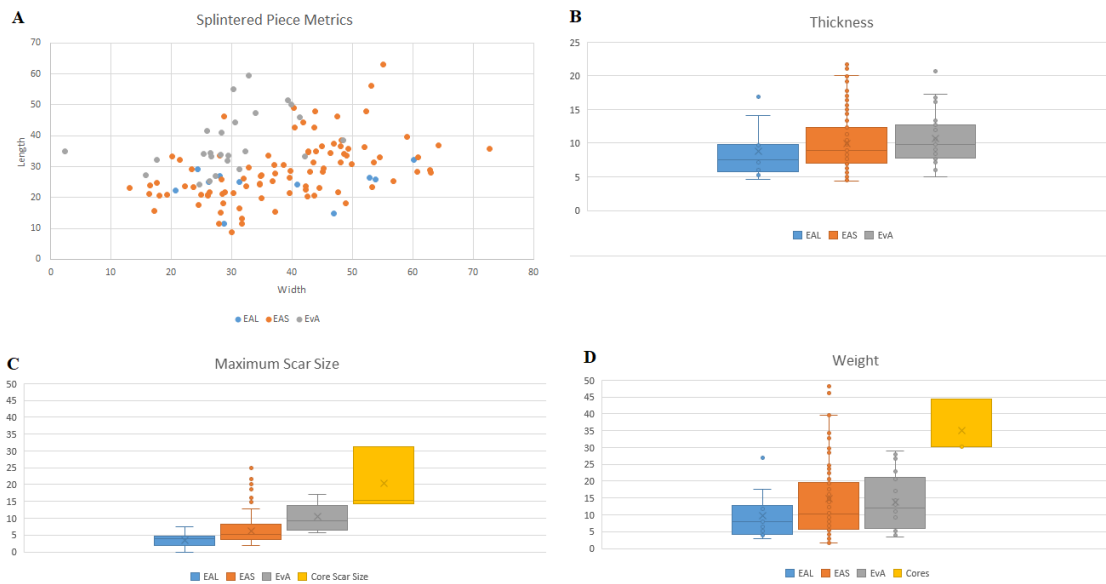 A
Splintered Piece Metrics
70
60
50
40
30
20
10
0
Length
0 10 20 30 40 50 60 70 80
Width
EAL EAS EvA
B
Thickness
25
20
15
10
5
0
EAL EAS EvA
C
Maximum Scar Size
50
45
40
35
30
25
20
15
10
5
0
EAL EAS EvA Core Scar Size
D
Weight
50
45
40
35
30
25
20
15
10
5
0
EAL EAS EvA Cores